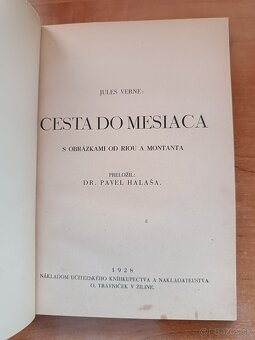 JULES VERNE:
CESTA DO MESIACA
S OBRÁZKAMI OD RIOU A MONTANTA
PRELOŽIL:
DR. PAVEL HALAŠA.
1928
NÁKLADOM UČITEĽSKÉHO KNÍHKUPECTVA A NAKLADATEĽSTVA
O. TRÁVNIČEK V ŽILINE.